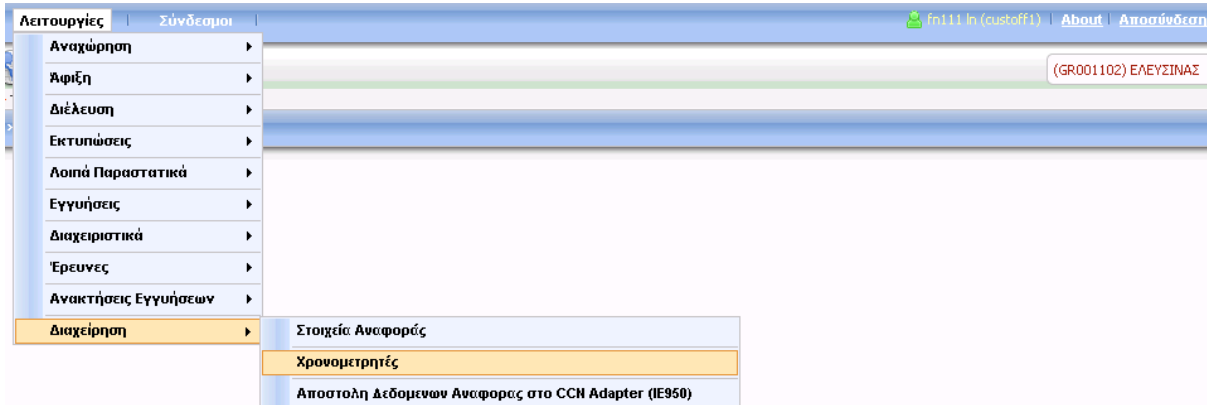 Λειτουργίες | Σύνδεσμοι | fn111 ln (custoff1) | About | Αποσύνδεση
Αναχώρηση
Άφιξη
(GR001102) ΕΛΕΥΣΙΝΑΣ
Διέλευση
Εκτυπώσεις
Λοιπά Παραστατικά
Εγγυήσεις
Διαχειριστικά
Έρευνες
Ανακτήσεις Εγγυήσεων
Διαχείρηση
Στοιχεία Αναφοράς
Χρονομετρητές
Αποστολη Δεδομενων Αναφορας στο CCN Adapter (IE950)